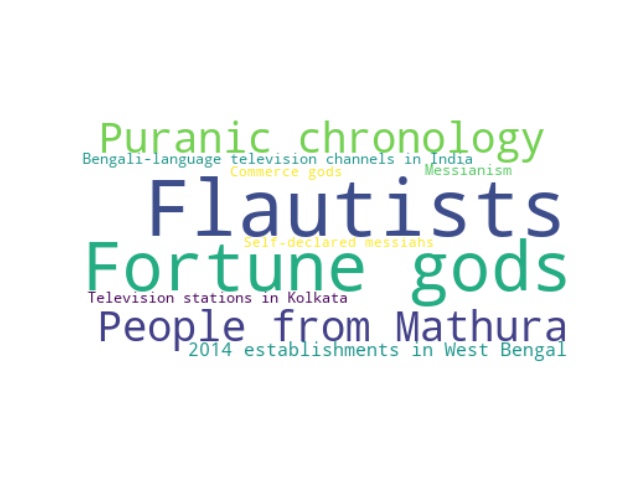 Puranic chronology
Bengali-language television channels in India
Commerce gods
Messianism
Flautists
Self-declared messiahs
Fortune gods
Television stations in Kolkata
People from Mathura
2014 establishments in West Bengal